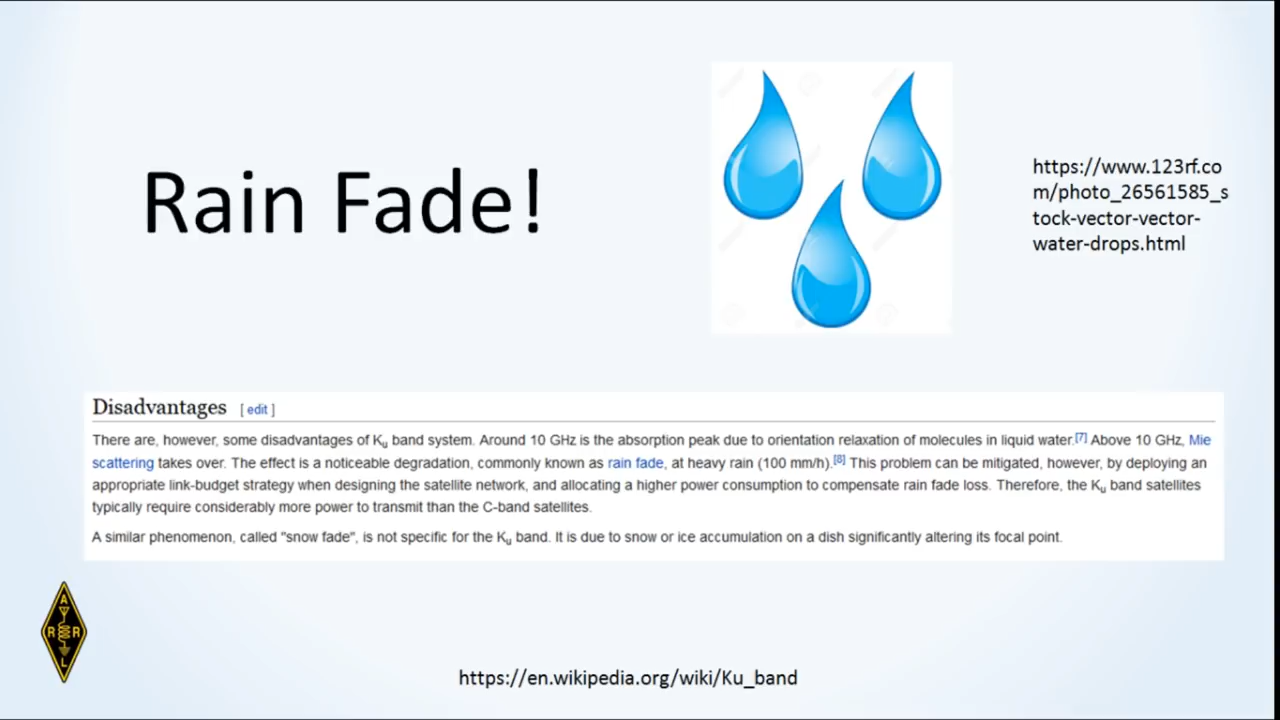 Rain Fade!
https://www.123rf.co
m/photo_26561585_s
tock-vector-vector-
water-drops.html
Disadvantages [ edit ]
There are, however, some disadvantages of Ku band system. Around 10 GHz is the absorption peak due to orientation relaxation of molecules in liquid water.[7] Above 10 GHz, Mie
scattering takes over. The effect is a noticeable degradation, commonly known as rain fade, at heavy rain (100 mm/h).[8] This problem can be mitigated, however, by deploying an
appropriate link-budget strategy when designing the satellite network, and allocating a higher power consumption to compensate rain fade loss. Therefore, the Ku band satellites
typically require considerably more power to transmit than the C-band satellites.
A similar phenomenon, called "snow fade", is not specific for the Ku band. It is due to snow or ice accumulation on a dish significantly altering its focal point.
A
R R
L
https://en.wikipedia.org/wiki/Ku_band